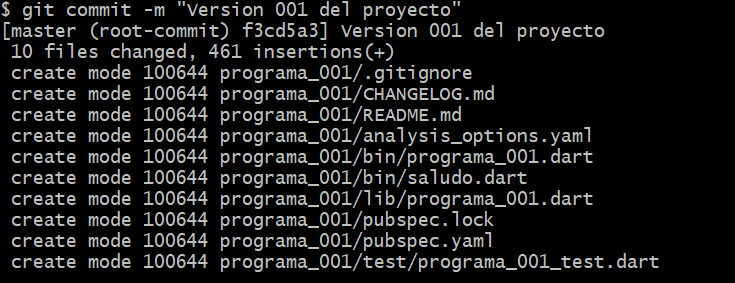 $ git commit -m "Version 001 del proyecto"
[master (root-commit) f3cd5a3] Version 001 del proyecto
 10 files changed, 461 insertions(+)
 create mode 100644 programa_001/.gitignore
 create mode 100644 programa_001/CHANGELOG.md
 create mode 100644 programa_001/README.md
 create mode 100644 programa_001/analysis_options.yaml
 create mode 100644 programa_001/bin/programa_001.dart
 create mode 100644 programa_001/bin/saludo.dart
 create mode 100644 programa_001/lib/programa_001.dart
 create mode 100644 programa_001/pubspec.lock
 create mode 100644 programa_001/pubspec.yaml
 create mode 100644 programa_001/test/programa_001_test.dart